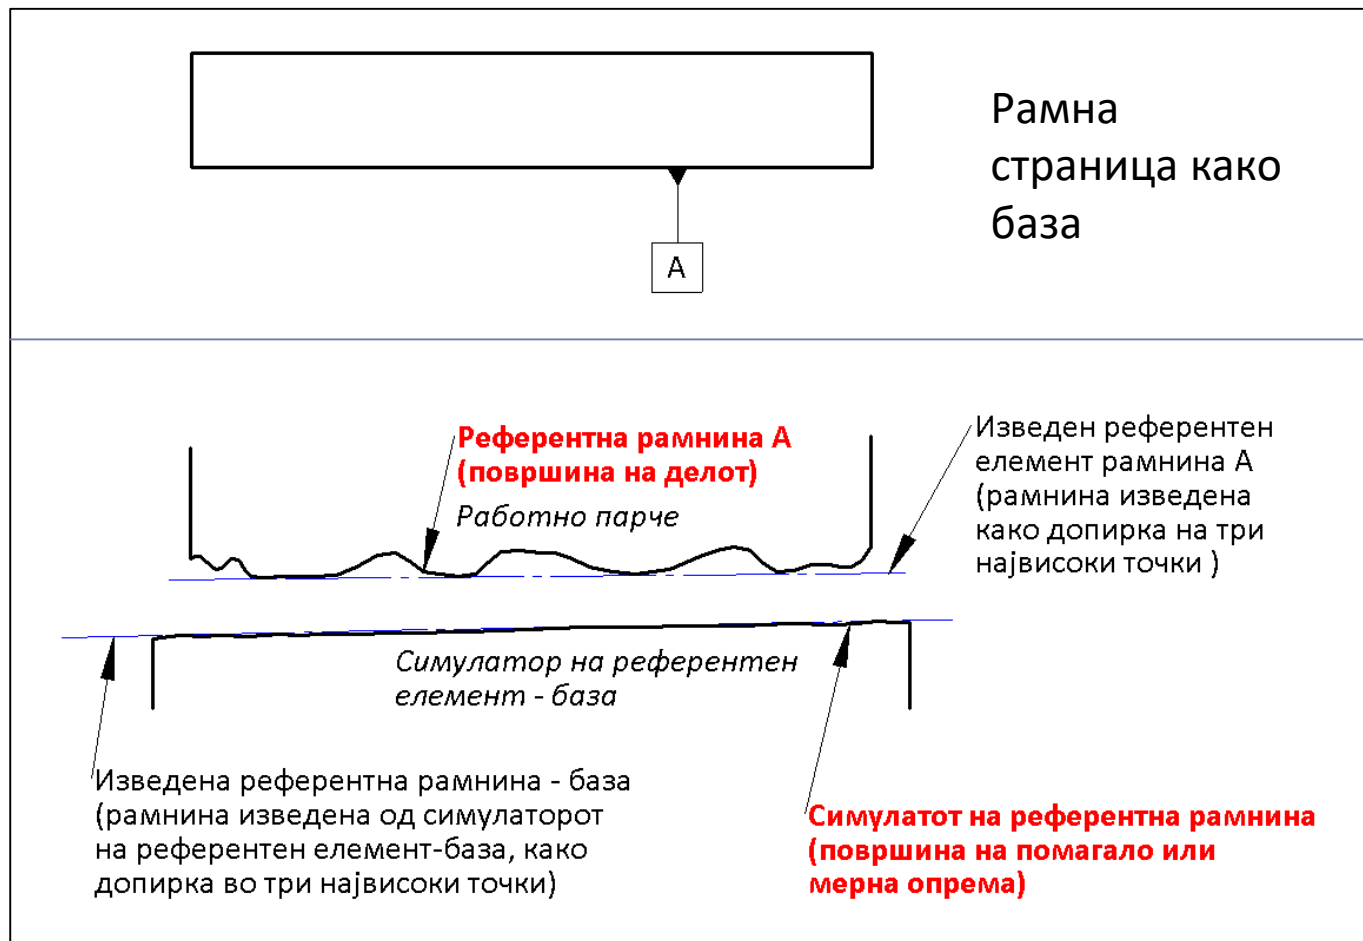 Рамна
страница како
база
A
Референтна рамнина А
(површина на делот)
Работно парче
Изведен референтен
елемент рамнина А
(рамнина изведена
како допирка на три
највисоки точки )
Симулатор на референтен
елемент - база
Изведена референтна рамнина - база
(рамнина изведена од симулаторот
на референтен елемент-база, како
допирка во три највисоки точки)
Симулатот на референтна рамнина
(површина на помагало или
мерна опрема)